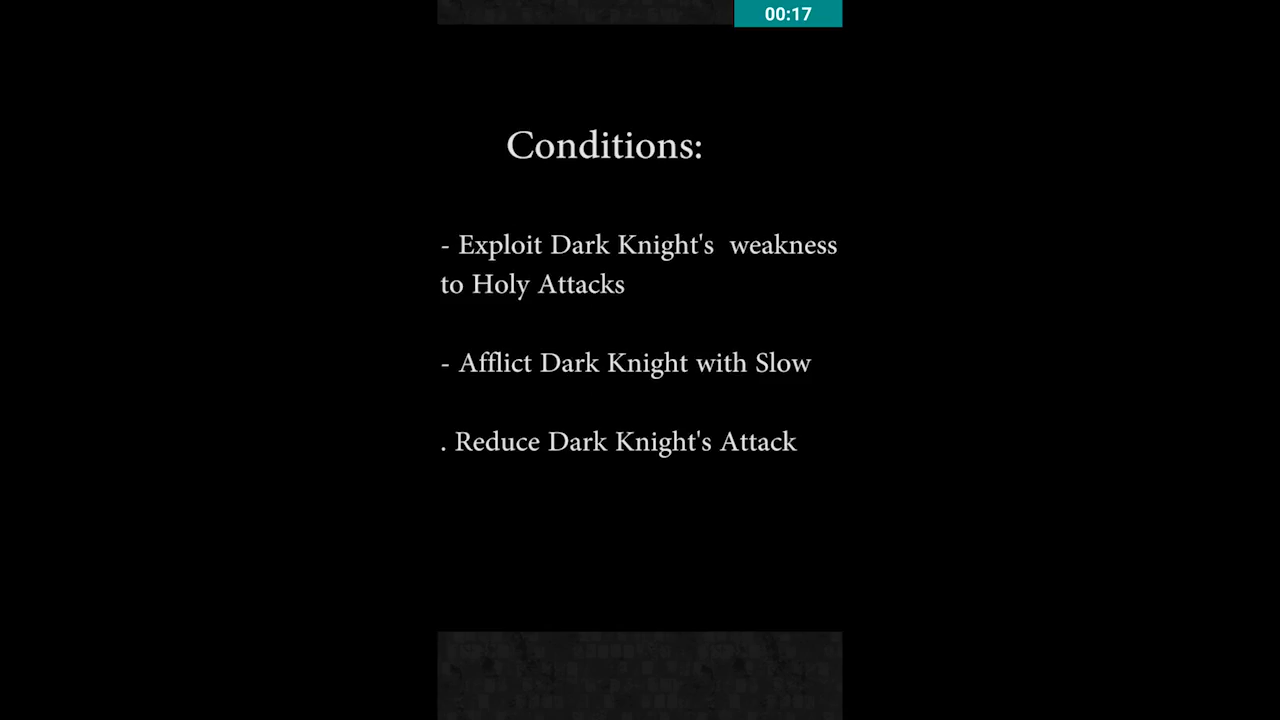 00:17
Conditions:
- Exploit Dark Knight's  weakness
to Holy Attacks
- Afflict Dark Knight with Slow
. Reduce Dark Knight's Attack